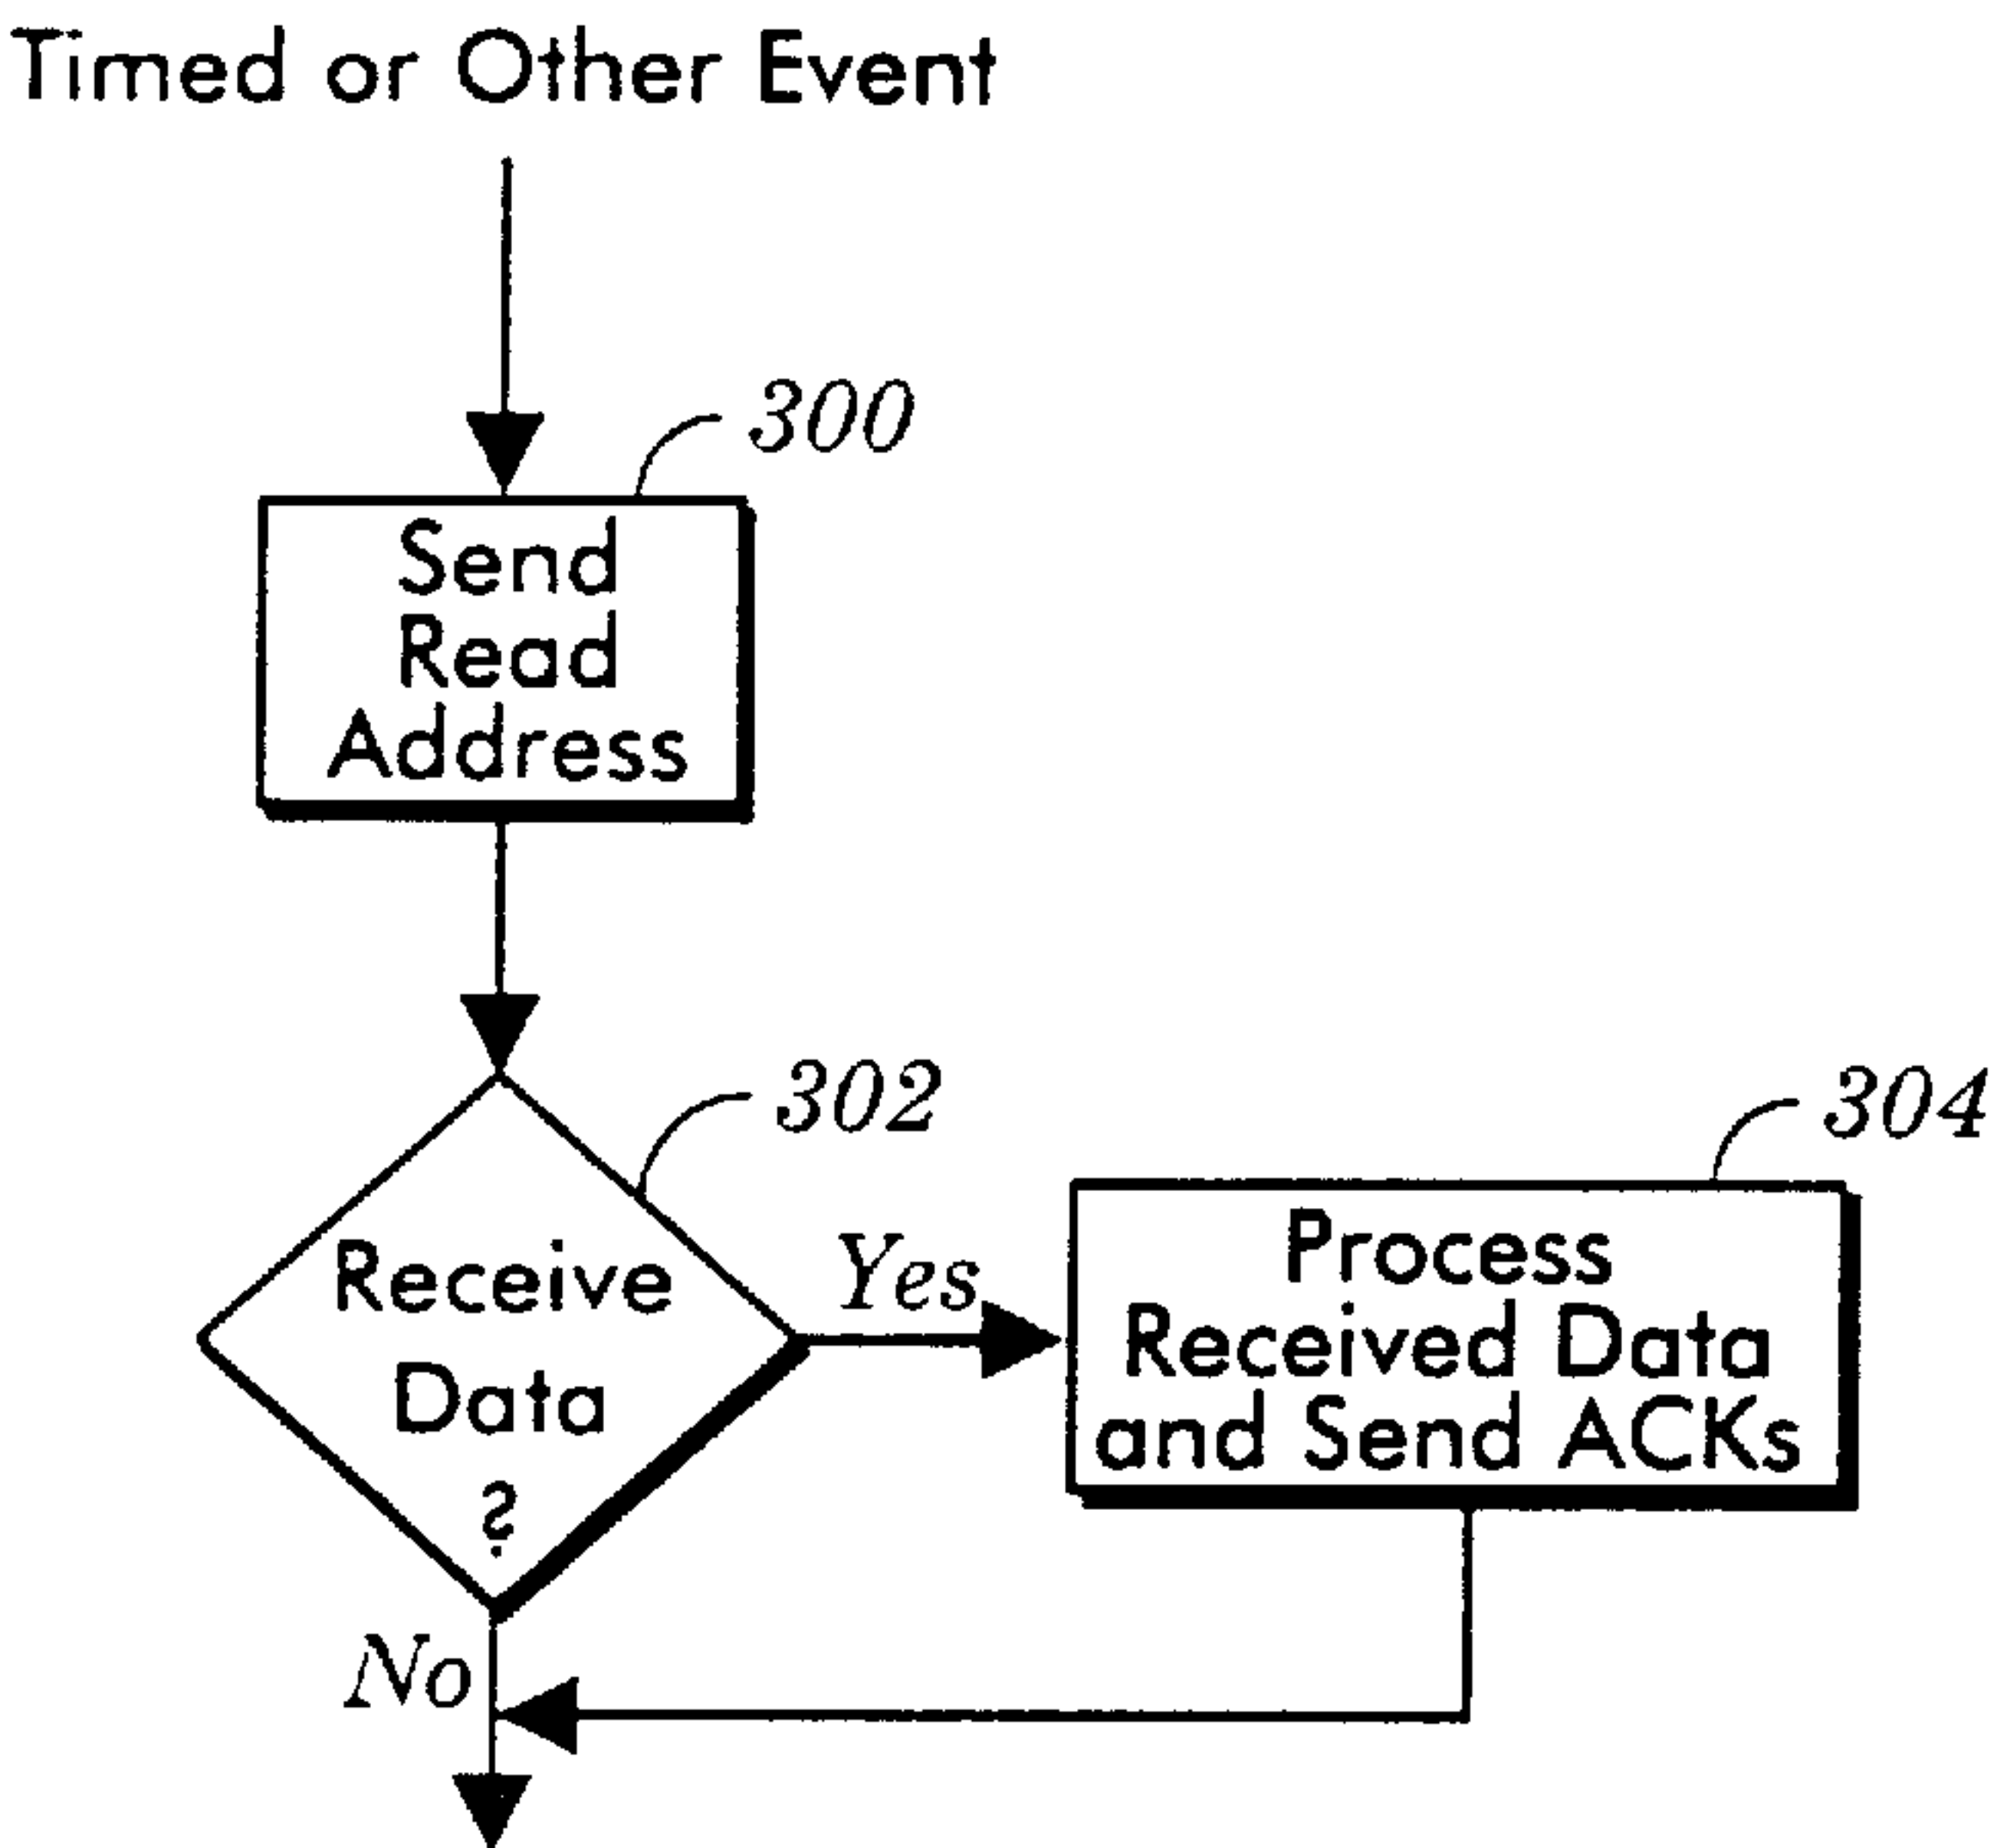 Timed or Other Event
300
Send
Read
Address
302
Receive
Data
?
Yes
304
Process
Received Data
and Send ACKs
No